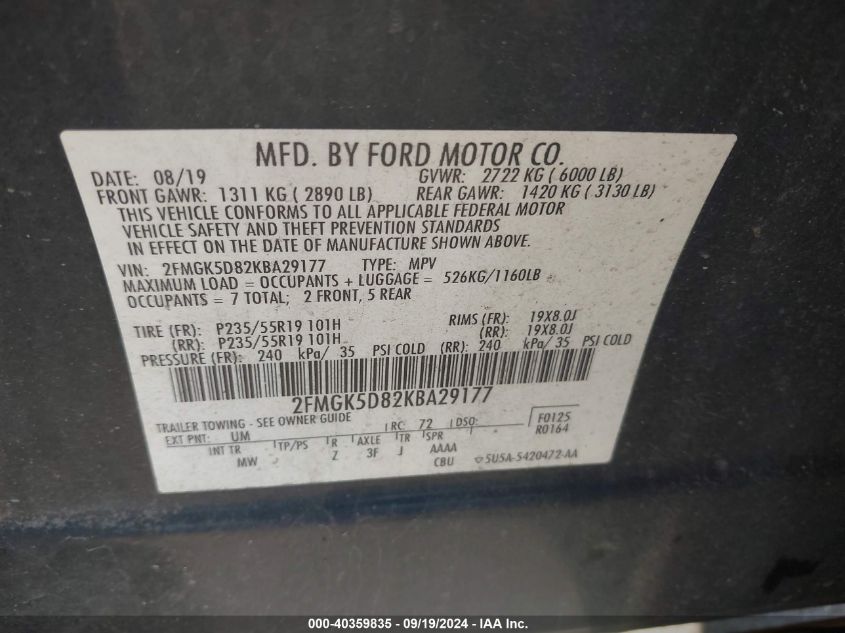 MFD. BY FORD MOTOR CO.
DATE: 08/19 GVWR: 2722 KG ( 6000 LB)
FRONT GAWR: 1311 KG ( 2890 LB) REAR GAWR: 1420 KG ( 3130 LB)
THIS VEHICLE CONFORMS TO ALL APPLICABLE FEDERAL MOTOR
VEHICLE SAFETY AND THEFT PREVENTION STANDARDS
IN EFFECT ON THE DATE OF MANUFACTURE SHOWN ABOVE.
VIN: 2FMGK5D82KBA29177 TYPE: MPV
MAXIMUM LOAD = OCCUPANTS + LUGGAGE = 526KG/1160LB
OCCUPANTS = 7 TOTAL; 2 FRONT, 5 REAR
TIRE (FR): P235/55R19 101H RIMS (FR): 19X8.0J
(RR): P235/55R19 101H (RR): 19X8.0J
PRESSURE (FR): 240 kPa/ 35 PSI COLD (RR): 240 kPa/ 35 PSI COLD
2FMGK5D82KBA29177
TRAILER TOWING - SEE OWNER GUIDE RC: 72 DSO: F0125
EXT PNT: UM R0164
INT TR TP/PS R AXLE TR SPR
MW J Z 3F J AAAA
CBU 5U5A-5420472-AA
000-40359835 - 09/19/2024 - IAA Inc.